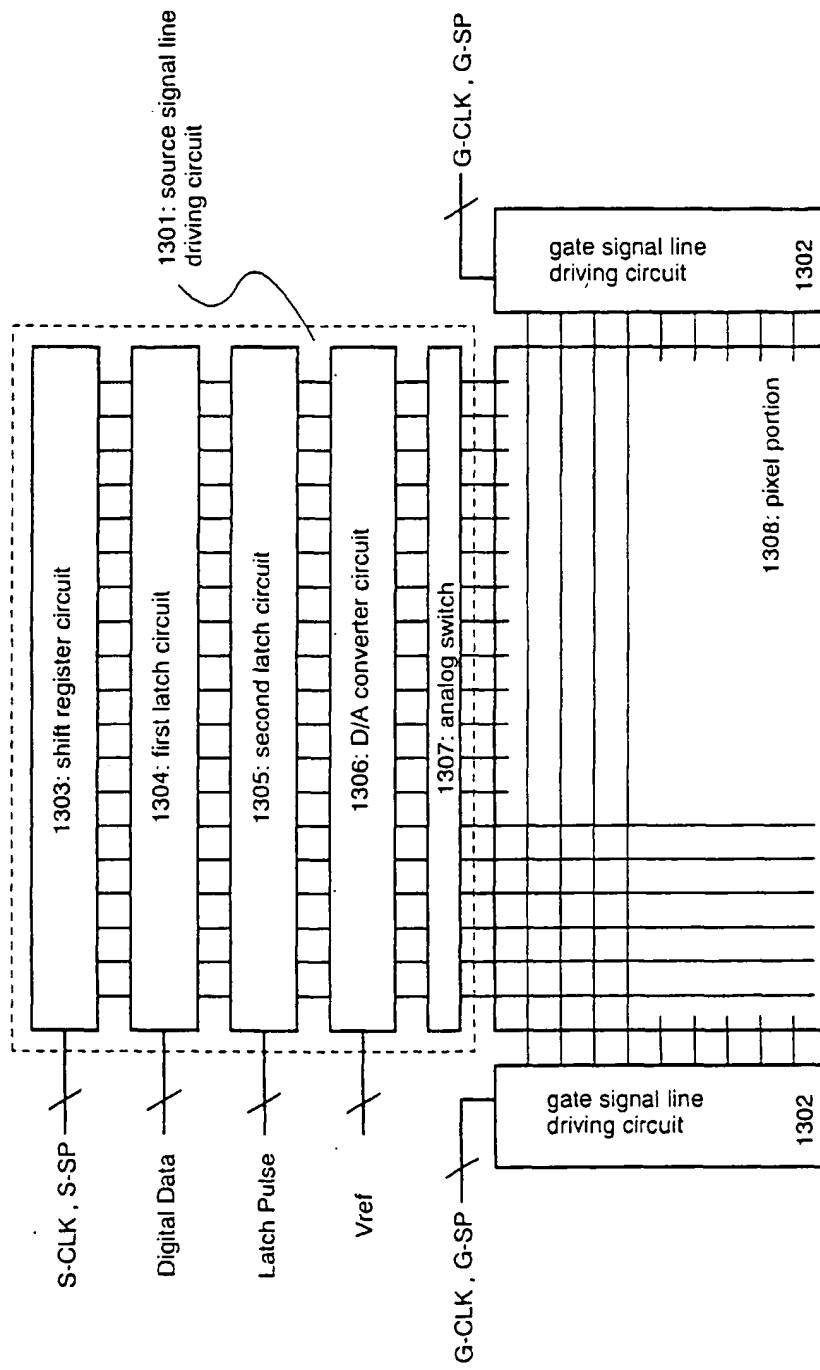 1301: source signal line
driving circuit
S-CLK , S-SP
1303: shift register circuit
Digital Data
1304: first latch circuit
Latch Pulse
1305: second latch circuit
Vref
1306: D/A converter circuit
1307: analog switch
G-CLK , G-SP
G-CLK , G-SP
gate signal line
driving circuit
1302
gate signal line
driving circuit
1302
1308: pixel portion